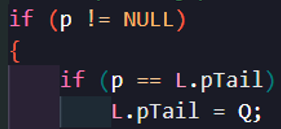 if (p != NULL)
{
    if (p == L.pTail)
        L.pTail = Q;